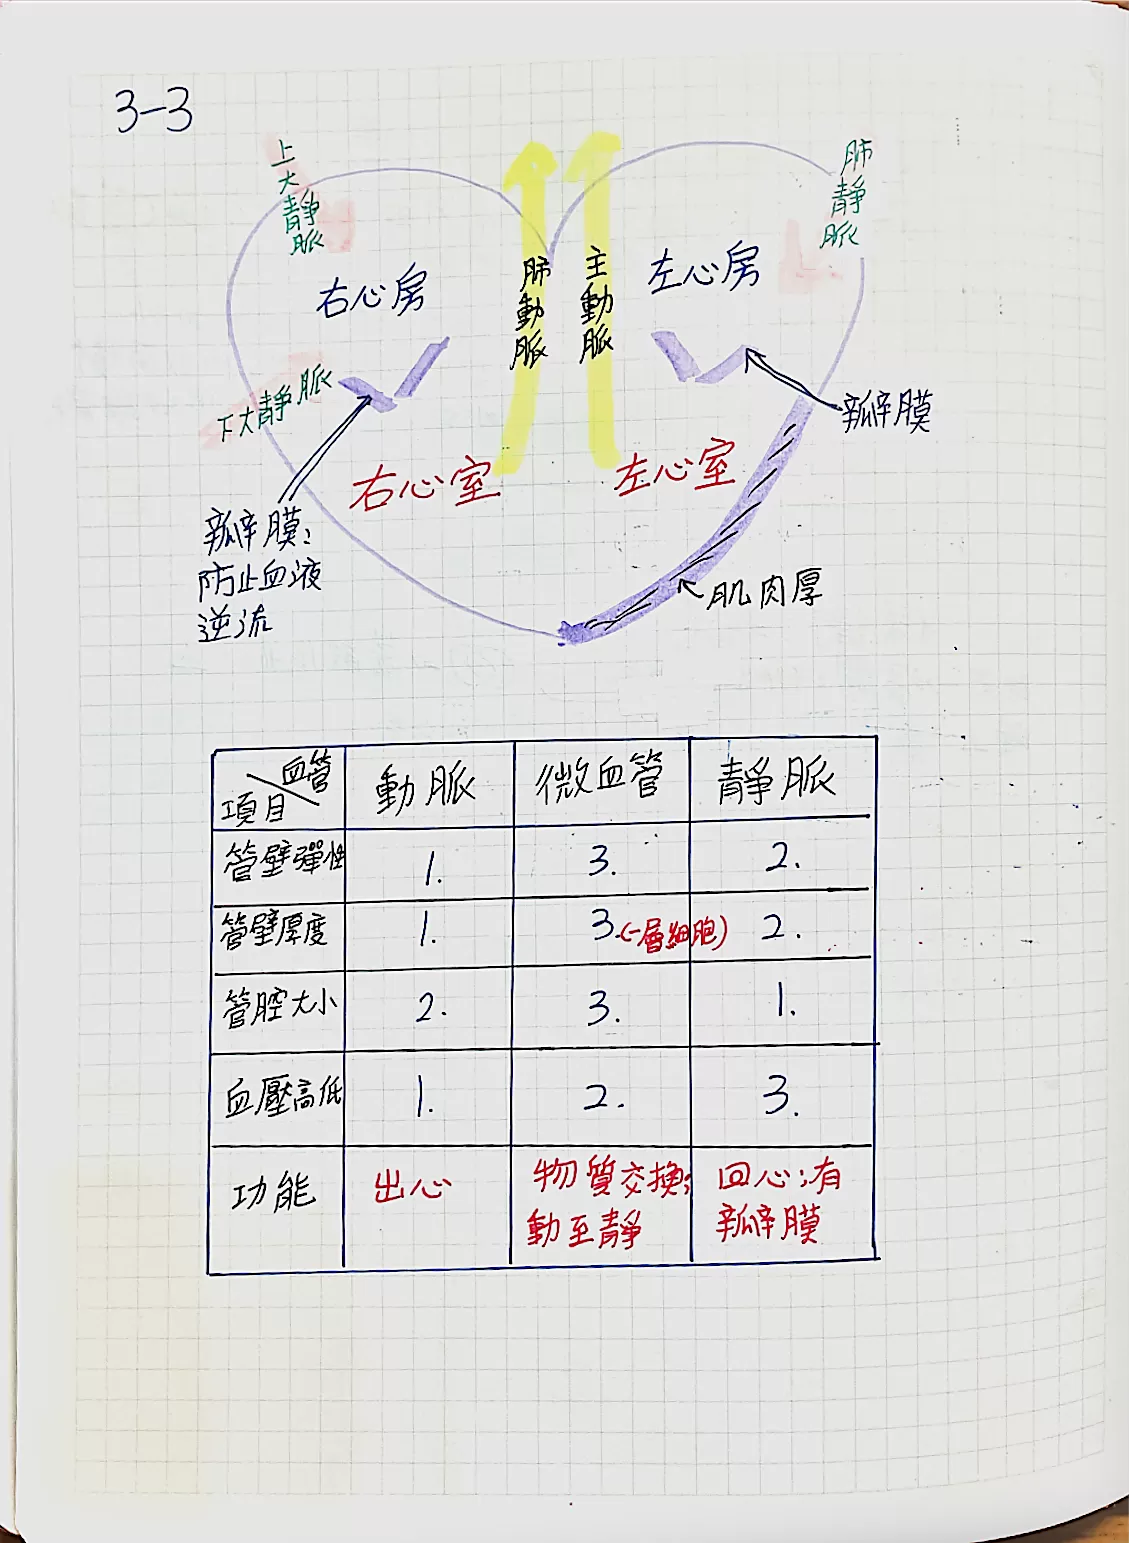 3-3
上大靜脈
肺靜脈
右心房
肺動脈
主動脈
左心房
下大靜脈
瓣膜
右心室
左心室
瓣膜:
防止血液
逆流
肌肉厚
血管
項目
動脈 微血管 靜脈
管壁彈性 1. 3. 2.
管壁厚度 1. 3.(一層細胞) 2.
管腔大小 2. 3. 1.
血壓高低 1. 2. 3.
功能 出心 物質交換; 回心;有
動至靜 瓣膜